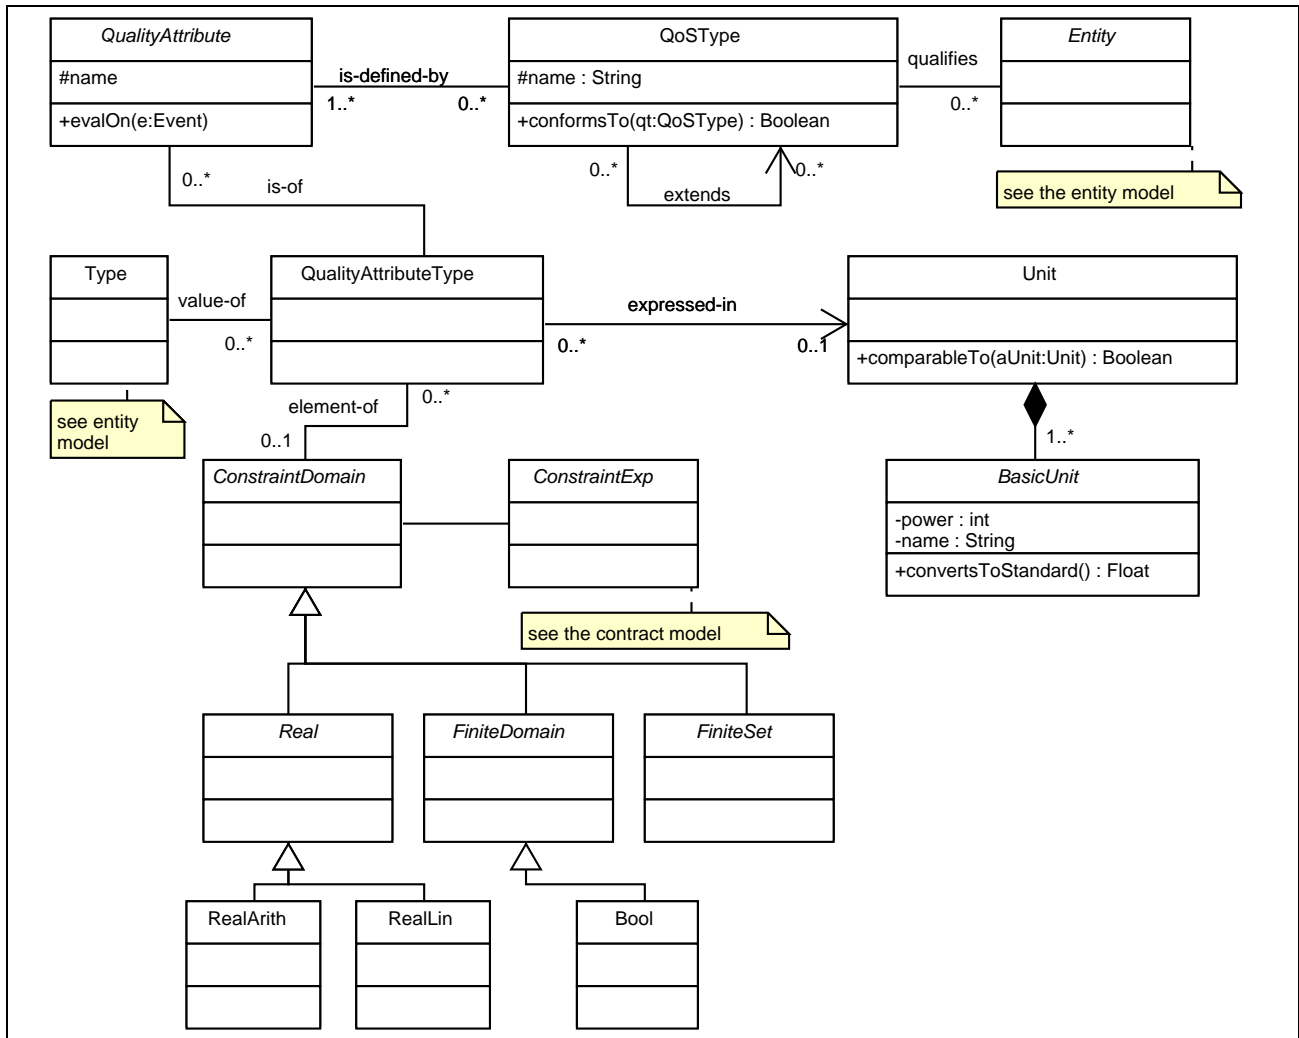 QualityAttribute
#name
+evalOn(e:Event)
is-defined-by
1..*
0..*
QoSType
#name : String
+conformsTo(qt:QoSType) : Boolean
qualifies
0..*
Entity
0..*
is-of
0..*
0..*
extends
see the entity model
Type
value-of
0..*
QualityAttributeType
expressed-in
0..*
0..1
Unit
+comparableTo(aUnit:Unit) : Boolean
see entity
model
element-of
0..*
0..1
1..*
ConstraintDomain
ConstraintExp
BasicUnit
-power : int
-name : String
+convertsToStandard() : Float
see the contract model
Real
FiniteDomain
FiniteSet
RealArith
RealLin
Bool